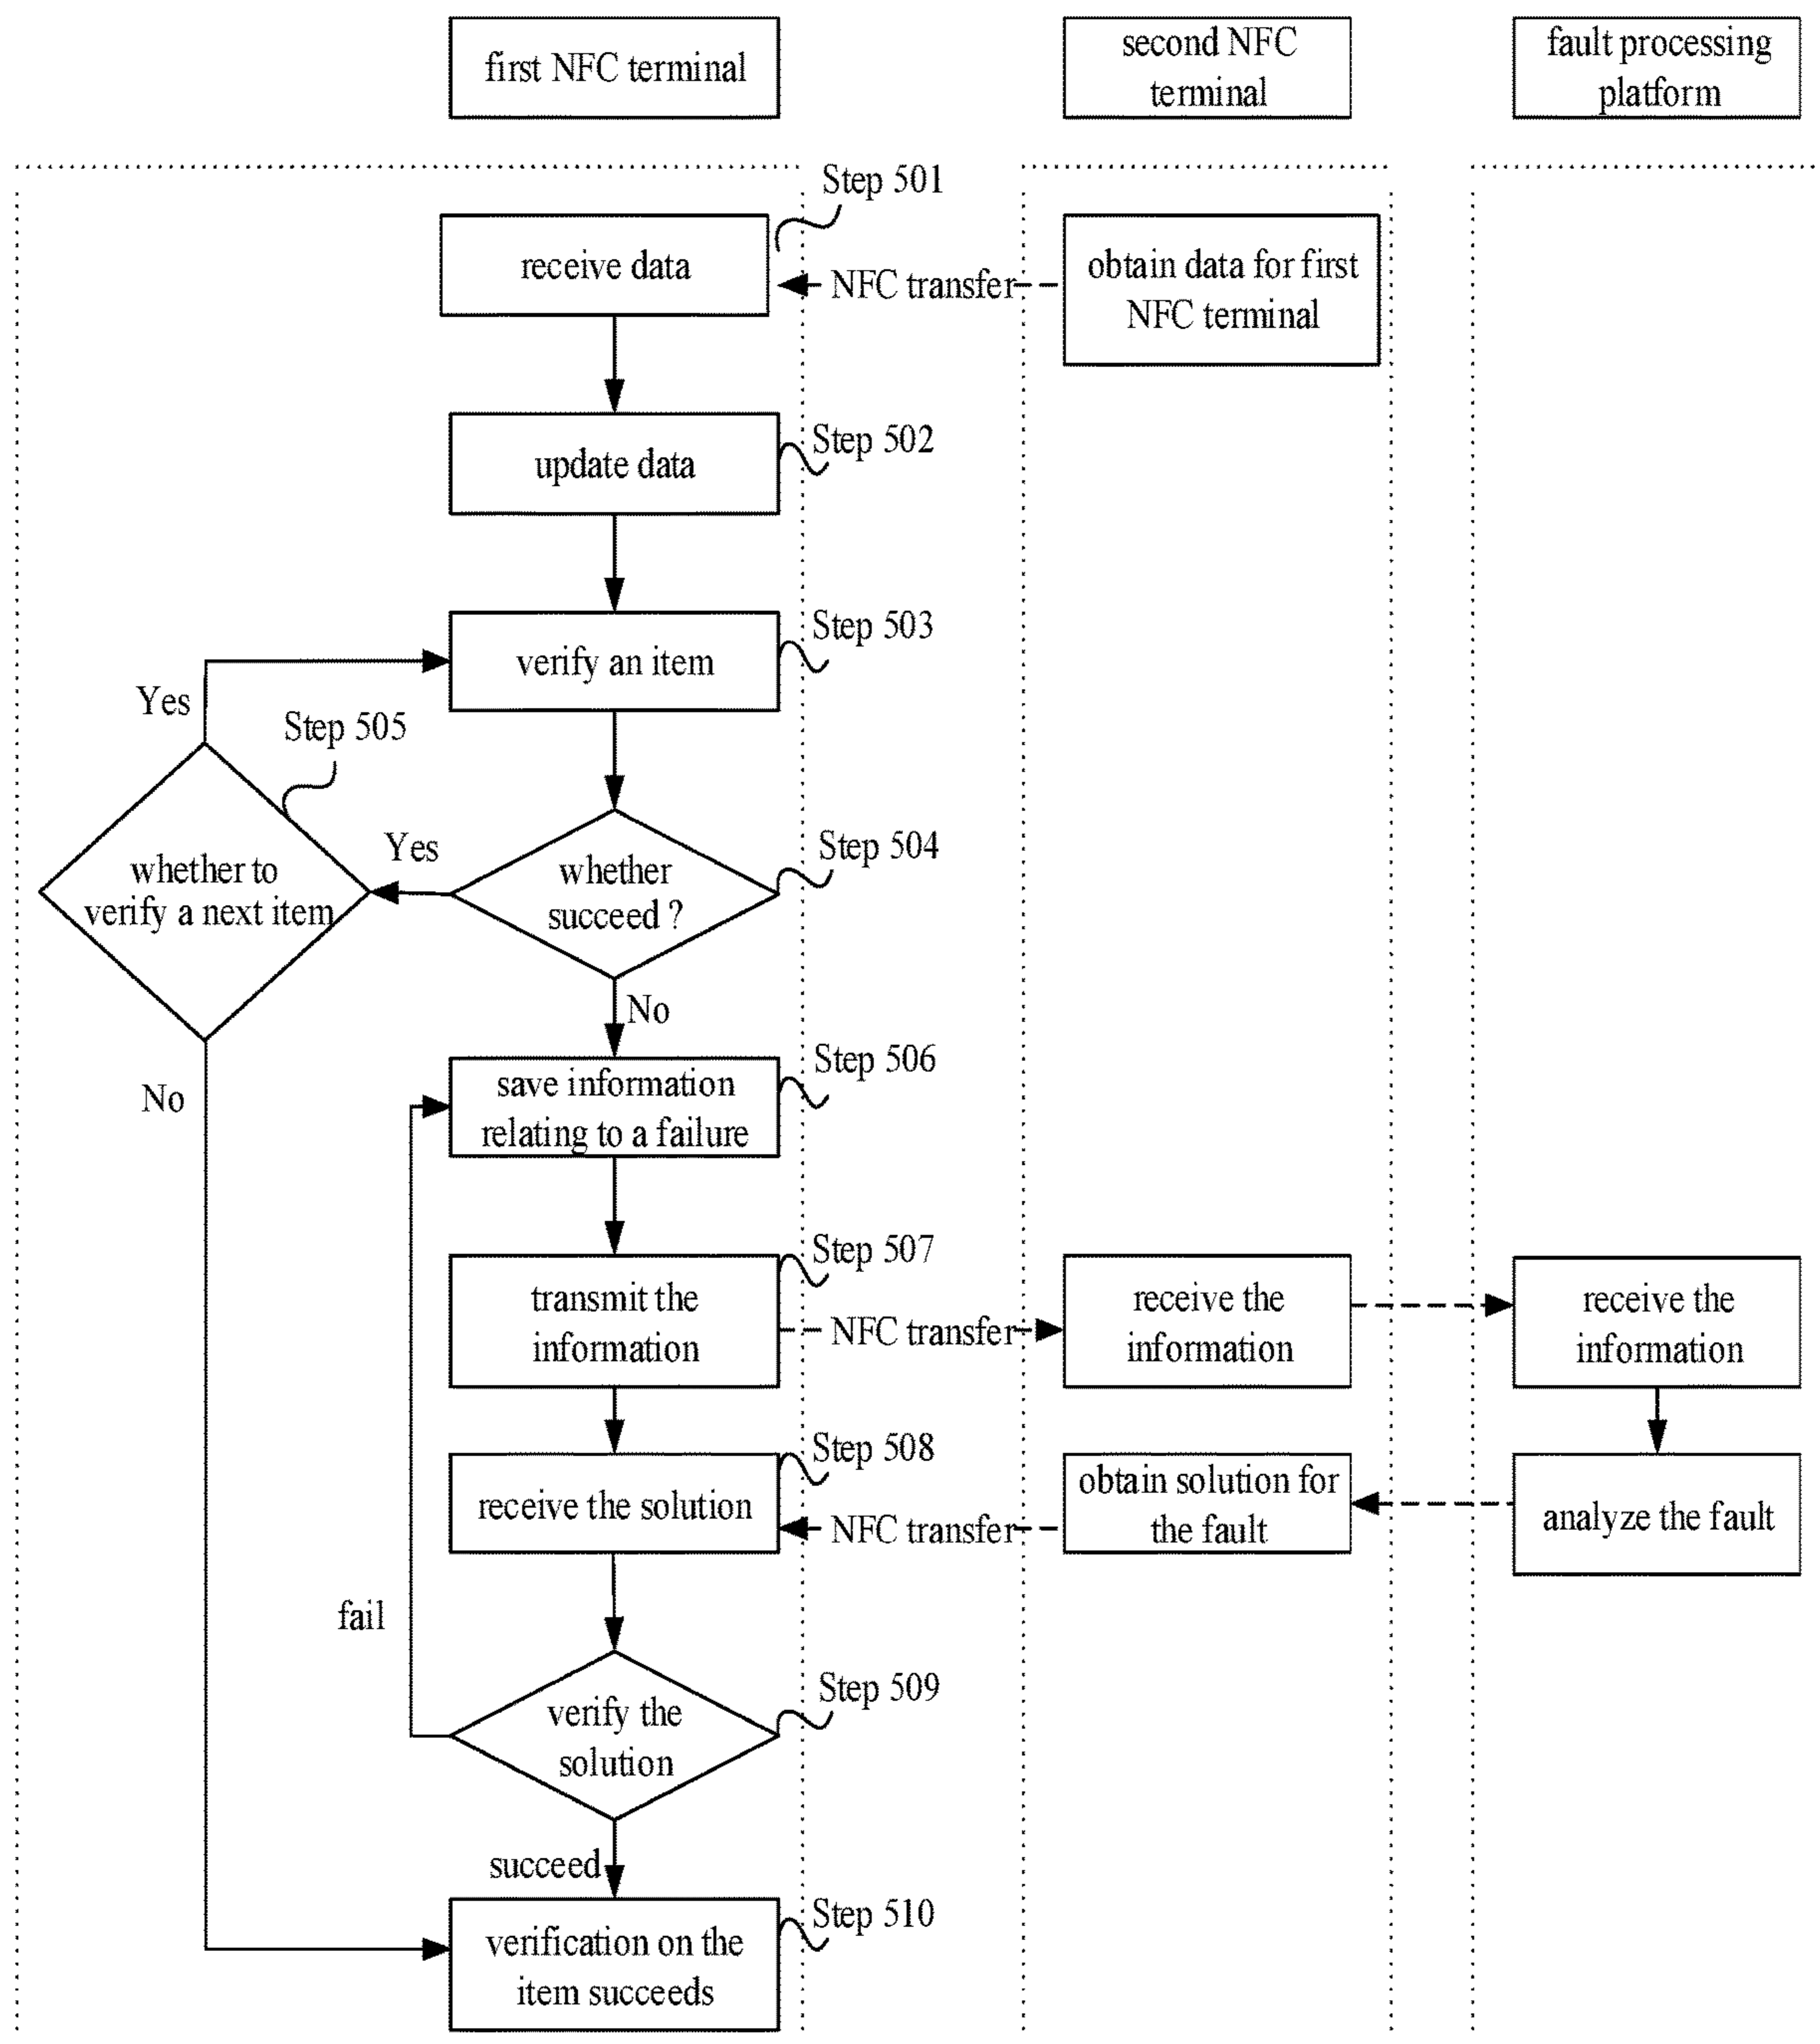 first NFC terminal
second NFC
terminal
fault processing
platform
Step 501
receive data
NFC transfer
obtain data for first
NFC terminal
Step 502
update data
Step 503
verify an item
Yes
Step 505
whether to
verify a next item
Yes
whether
succeed ?
Step 504
No
No
Step 506
save information
relating to a failure
Step 507
transmit the
information
NFC transfer
receive the
information
receive the
information
Step 508
receive the solution
NFC transfer
obtain solution for
the fault
analyze the fault
fail
Step 509
verify the
solution
succeed
Step 510
verification on the
item succeeds